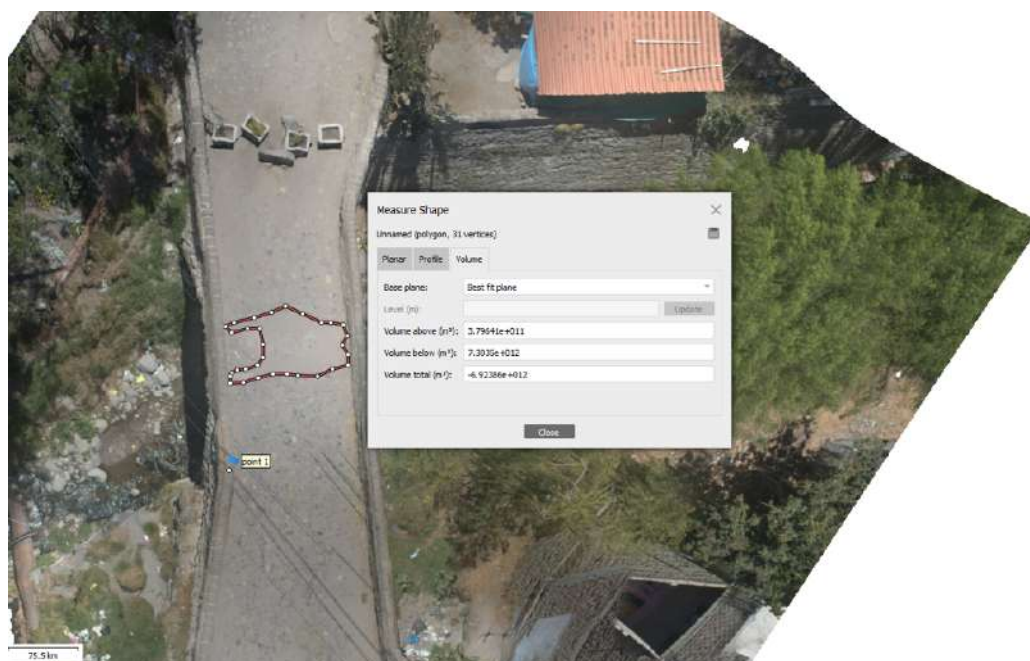 Measure Shape
Unnamed (polygon, 31 vertices)
Planar Profile Volume
Base plane: Best fit plane
Level (m): Update
Volume above (m³): 3.79641e+011
Volume below (m³): 7.3035e+012
Volume total (m³): -6.92386e+012
Close
point 1
75.5 km